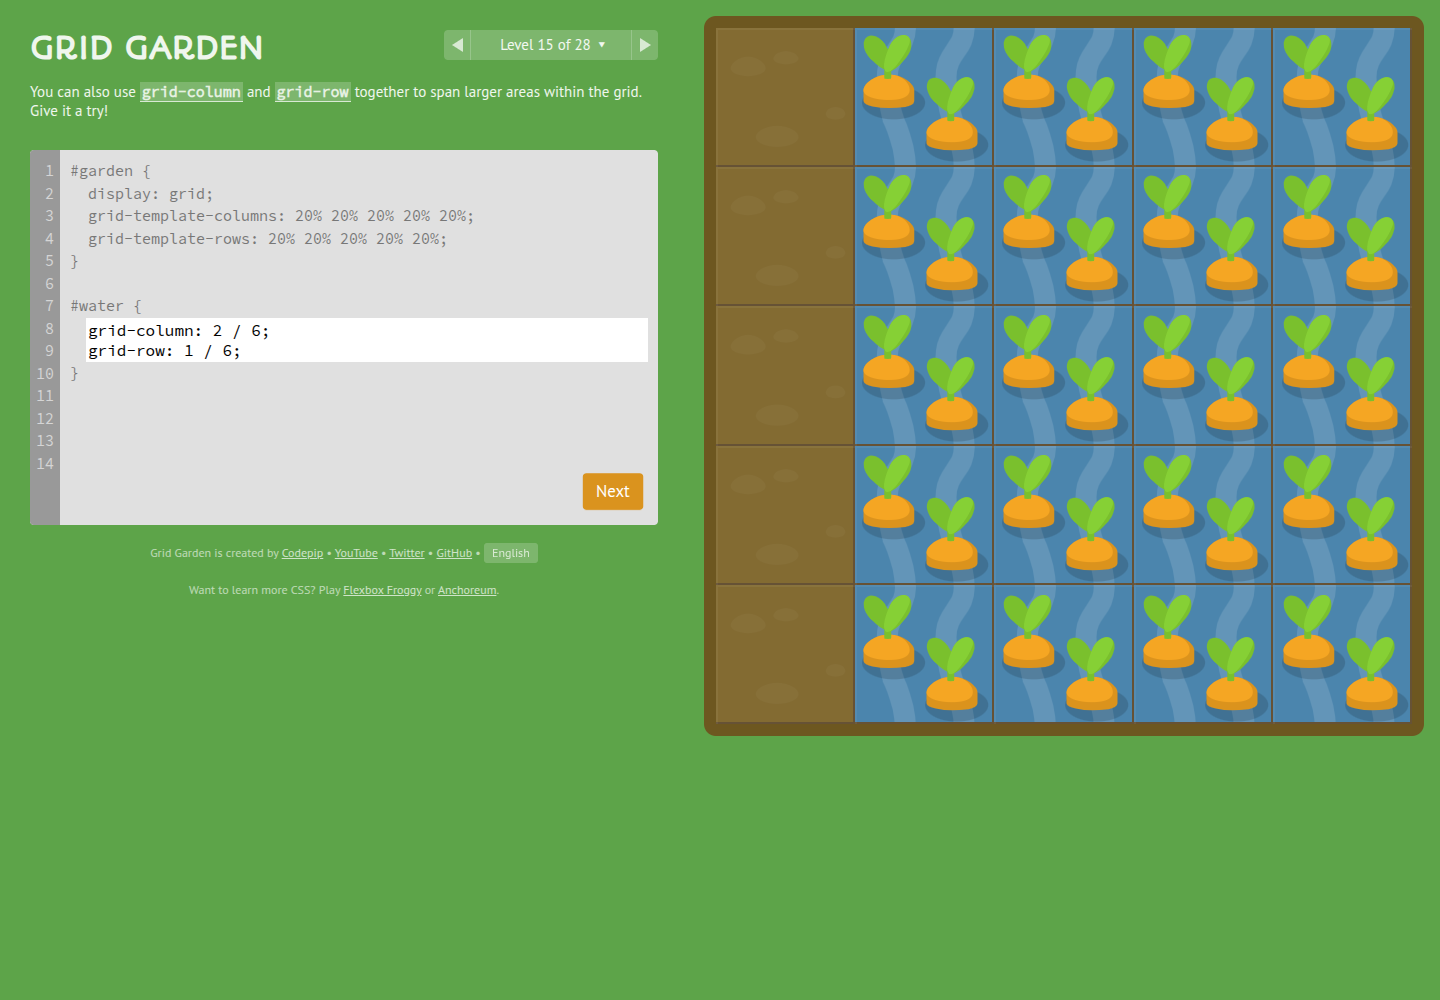 GRID GARDEN
Level 15 of 28 ▼
You can also use grid-column and grid-row together to span larger areas within the grid.
Give it a try!
1 #garden {
2 display: grid;
3 grid-template-columns: 20% 20% 20% 20% 20%;
4 grid-template-rows: 20% 20% 20% 20% 20%;
5 }
6
7 #water {
8 grid-column: 2 / 6;
9 grid-row: 1 / 6;
10 }
11
12
13
14
Next
Grid Garden is created by Codepip • YouTube • Twitter • GitHub • English
Want to learn more CSS? Play Flexbox Froggy or Anchoreum.